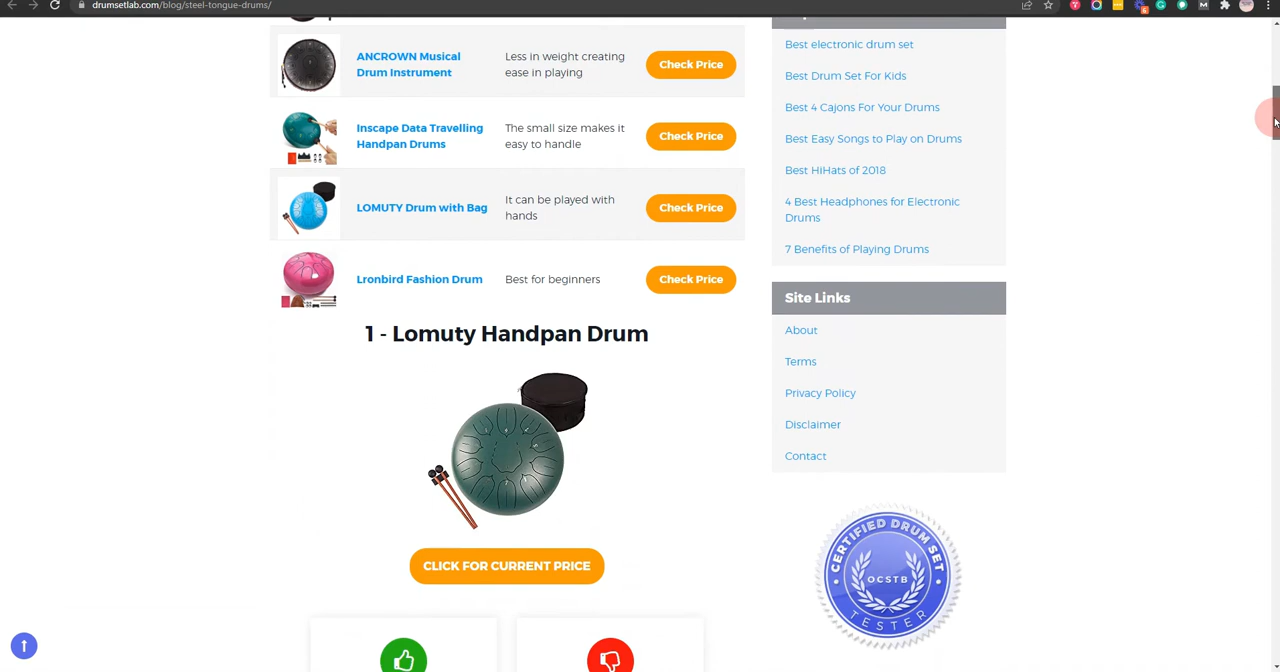 drumsetlab.com/blog/steel-tongue-drums/
ANCROWN Musical
Drum Instrument
Less in weight creating
ease in playing
Check Price
Inscape Data Travelling
Handpan Drums
The small size makes it
easy to handle
Check Price
LOMUTY Drum with Bag
It can be played with
hands
Check Price
Lronbird Fashion Drum
Best for beginners
Check Price
1 - Lomuty Handpan Drum
CLICK FOR CURRENT PRICE
Best electronic drum set
Best Drum Set For Kids
Best 4 Cajons For Your Drums
Best Easy Songs to Play on Drums
Best HiHats of 2018
4 Best Headphones for Electronic
Drums
7 Benefits of Playing Drums
Site Links
About
Terms
Privacy Policy
Disclaimer
Contact
CERTIFIED DRUM SET
OCSTB
TESTER